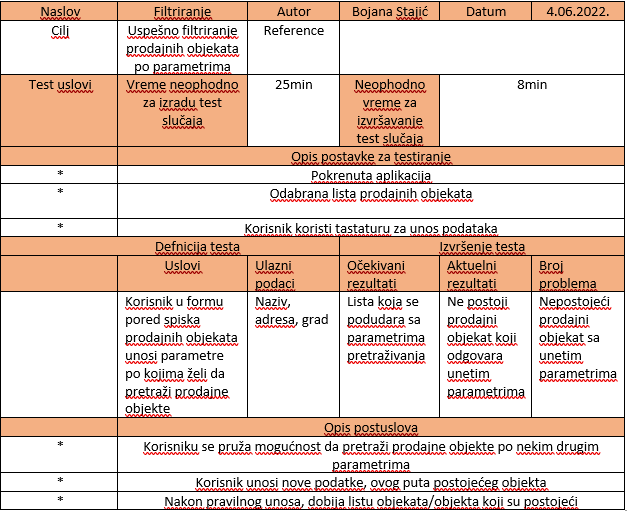 Naslov Filtriranje Autor Bojana Stajić Datum 4.06.2022.
Cilj Uspešno filtriranje Reference
prodajnih objekata
po parametrima
Test uslovi Vreme neophodno 25min Neophodno 8min
za izradu test vreme za
slučaja izvršavanje
test slučaja
Opis postavke za testiranje
* Pokrenuta aplikacija
* Odabrana lista prodajnih objekata
* Korisnik koristi tastaturu za unos podataka
Defnicija testa Izvršenje testa
Uslovi Ulazni Očekivani Aktuelni Broj
podaci rezultati rezultati problema
Korisnik u formu Naziv, Lista koja se Ne postoji Nepostojeći
pored spiska adresa, grad podudara sa prodajni prodajni
prodajnih objekata parametrima objekat koji objekat sa
unosi parametre pretraživanja odgovara unetim
po kojima želi da unetim parametrima
pretraži prodajne parametrima
objekte
Opis postuslova
* Korisniku se pruža mogućnost da pretraži prodajne objekte po nekim drugim
parametrima
* Korisnik unosi nove podatke, ovog puta postojećeg objekta
* Nakon pravilnog unosa, dobija listu objekata/objekta koji su postojeći